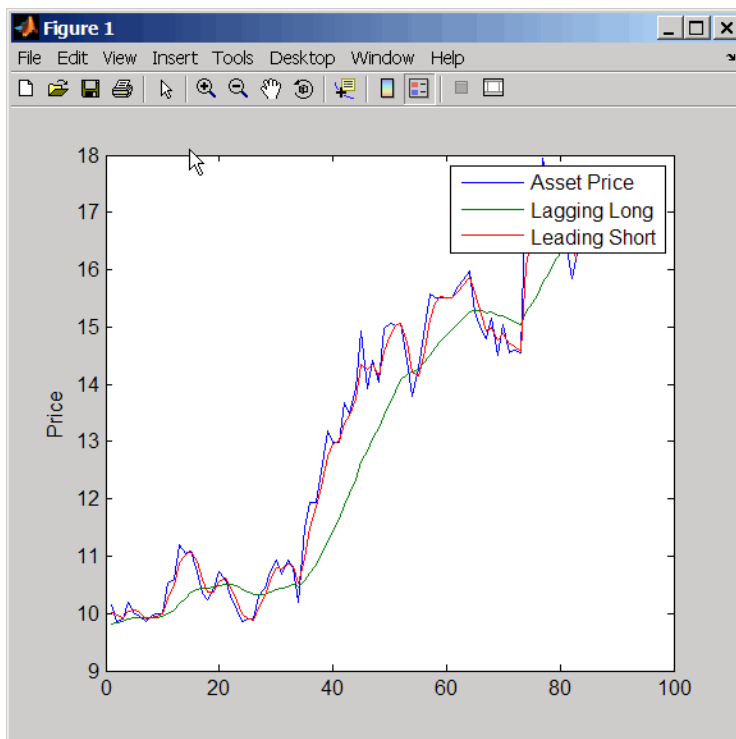 Figure 1
File Edit View Insert Tools Desktop Window Help
18
17
16
15
14
13
12
11
10
9
Price
Asset Price
Lagging Long
Leading Short
0 20 40 60 80 100